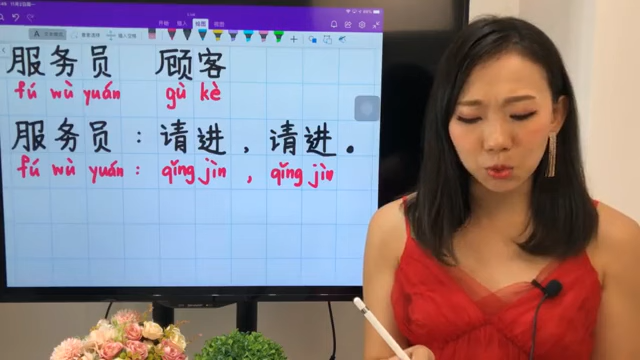 服务员 顾客
fú wù yuán gù kè
服务员：请进，请进。
fú wù yuán : qǐng jìn , qǐng jìn